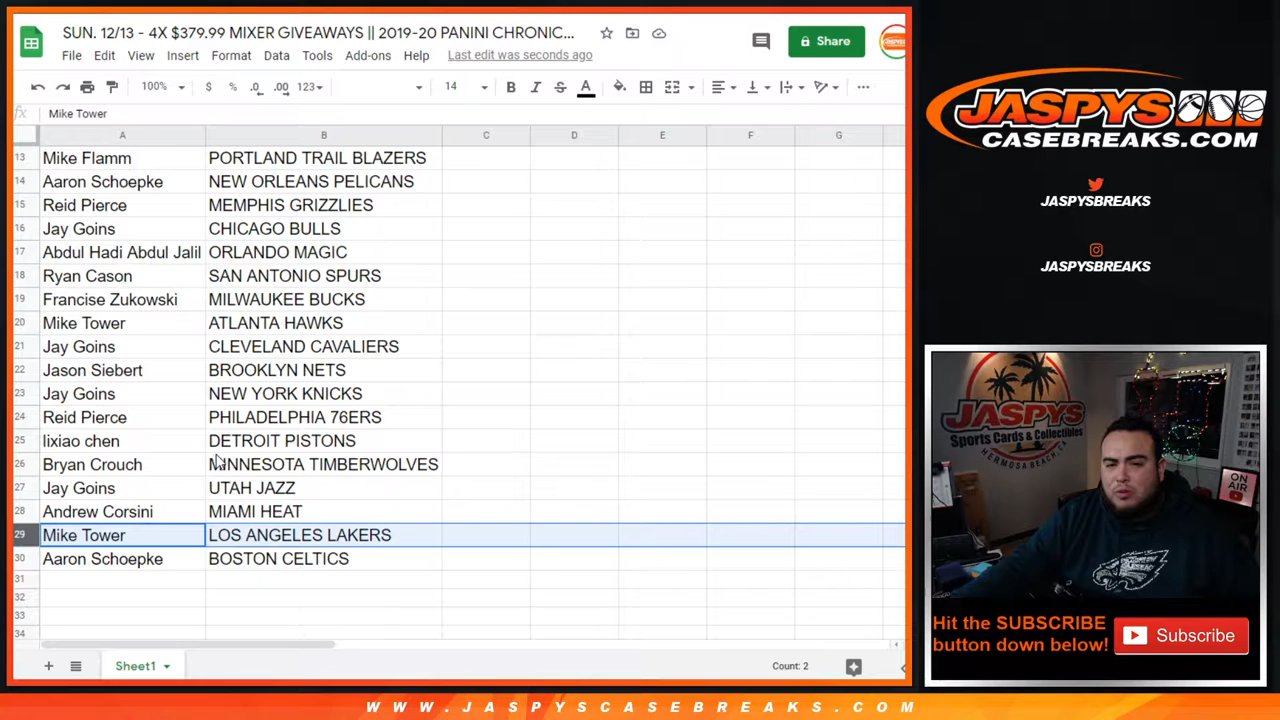 SUN. 12/13 - 4X $379.99 MIXER GIVEAWAYS || 2019-20 PANINI CHRONIC...
File Edit View Insert Format Data Tools Add-ons Help Last edit was seconds ago
Share
100% $ % .0 .00 123 14 B I S A
fx Mike Tower
A B C D E F G
13 Mike Flamm PORTLAND TRAIL BLAZERS
14 Aaron Schoepke NEW ORLEANS PELICANS
15 Reid Pierce MEMPHIS GRIZZLIES
16 Jay Goins CHICAGO BULLS
17 Abdul Hadi Abdul Jalil ORLANDO MAGIC
18 Ryan Cason SAN ANTONIO SPURS
19 Francise Zukowski MILWAUKEE BUCKS
20 Mike Tower ATLANTA HAWKS
21 Jay Goins CLEVELAND CAVALIERS
22 Jason Siebert BROOKLYN NETS
23 Jay Goins NEW YORK KNICKS
24 Reid Pierce PHILADELPHIA 76ERS
25 lixiao chen DETROIT PISTONS
26 Bryan Crouch MINNESOTA TIMBERWOLVES
27 Jay Goins UTAH JAZZ
28 Andrew Corsini MIAMI HEAT
29 Mike Tower LOS ANGELES LAKERS
30 Aaron Schoepke BOSTON CELTICS
31
32
33
34
Sheet1 Count: 2
JASPYS
CASEBREAKS.COM
JASPYSBREAKS
JASPYSBREAKS
JASPYS
Sports Cards & Collectibles
HERMOSA BEACH, CA
ON AIR
Hit the SUBSCRIBE
button down below!
Subscribe
WWW.JASPYSCASEBREAKS.COM